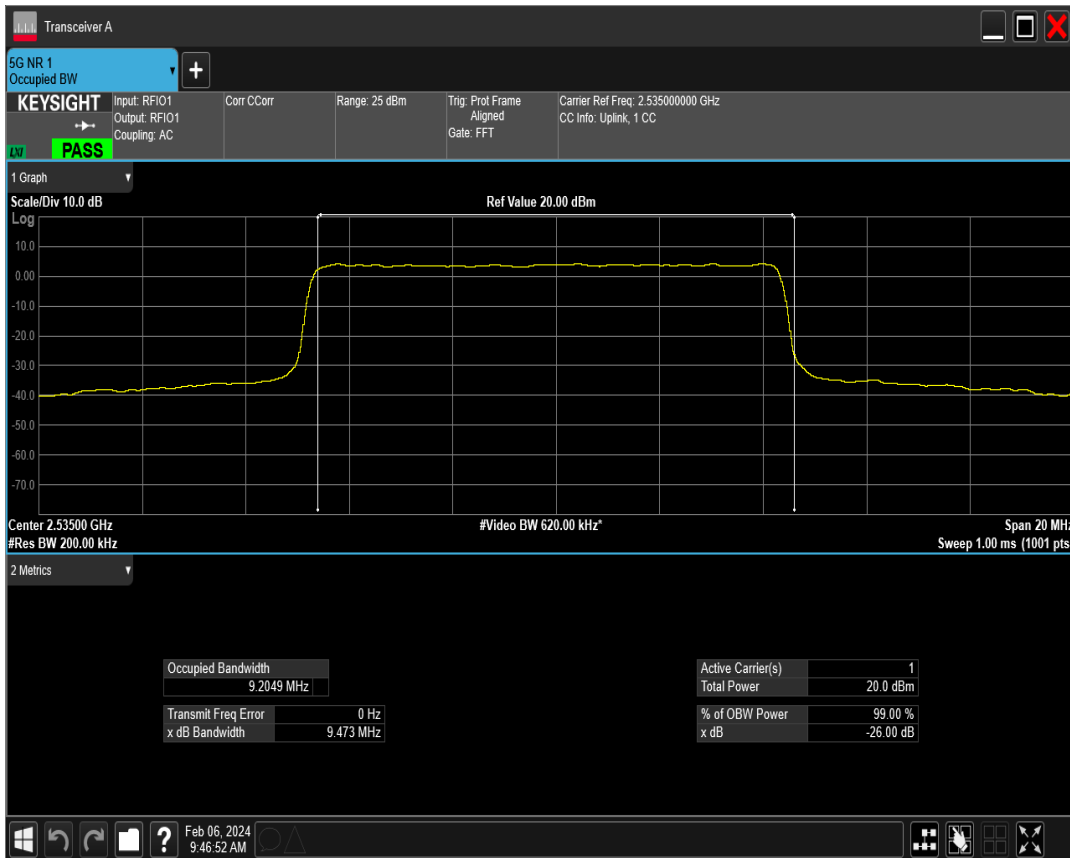 Transceiver A
5G NR 1
Occupied BW
KEYSIGHT
LXI
PASS
Input: RFIO1
Output: RFIO1
Coupling: AC
Corr CCorr
Range: 25 dBm
Trig: Prot Frame
Aligned
Gate: FFT
Carrier Ref Freq: 2.535000000 GHz
CC Info: Uplink, 1 CC
1 Graph
Scale/Div 10.0 dB
Ref Value 20.00 dBm
Log
10.0
0.00
-10.0
-20.0
-30.0
-40.0
-50.0
-60.0
-70.0
Center 2.53500 GHz
#Video BW 620.00 kHz*
Span 20 MHz
#Res BW 200.00 kHz
Sweep 1.00 ms (1001 pts
2 Metrics
Occupied Bandwidth
9.2049 MHz
Transmit Freq Error 0 Hz
x dB Bandwidth 9.473 MHz
Active Carrier(s) 1
Total Power 20.0 dBm
% of OBW Power 99.00 %
x dB -26.00 dB
Feb 06, 2024
9:46:52 AM